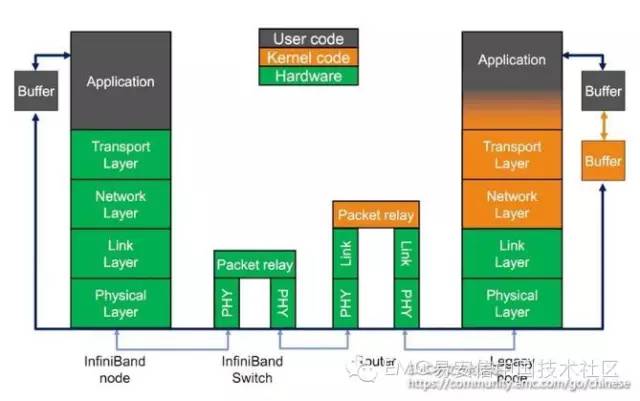 User code
Kernel code
Hardware
Application
Buffer
Transport
Layer
Network
Layer
Link
Layer
Physical
Layer
InfiniBand
node
Packet relay
PHY
PHY
InfiniBand
Switch
Packet relay
Link
Link
PHY
PHY
Router
Application
Buffer
Buffer
Transport
Layer
Network
Layer
Link
Layer
Physical
Layer
Legacy
node
EMC易安信中国技术社区
https://community.emc.com/go/chinese